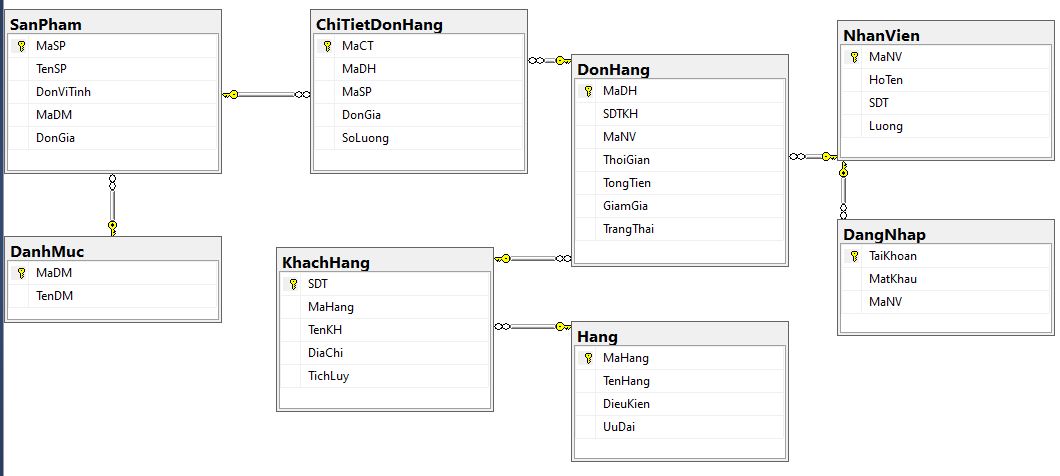 SanPham
MaSP
TenSP
DonViTinh
MaDM
DonGia
ChiTietDonHang
MaCT
MaDH
MaSP
DonGia
SoLuong
DonHang
MaDH
SDTKH
MaNV
ThoiGian
TongTien
GiamGia
TrangThai
NhanVien
MaNV
HoTen
SDT
Luong
DanhMuc
MaDM
TenDM
KhachHang
SDT
MaHang
TenKH
DiaChi
TichLuy
Hang
MaHang
TenHang
DieuKien
UuDai
DangNhap
TaiKhoan
MatKhau
MaNV